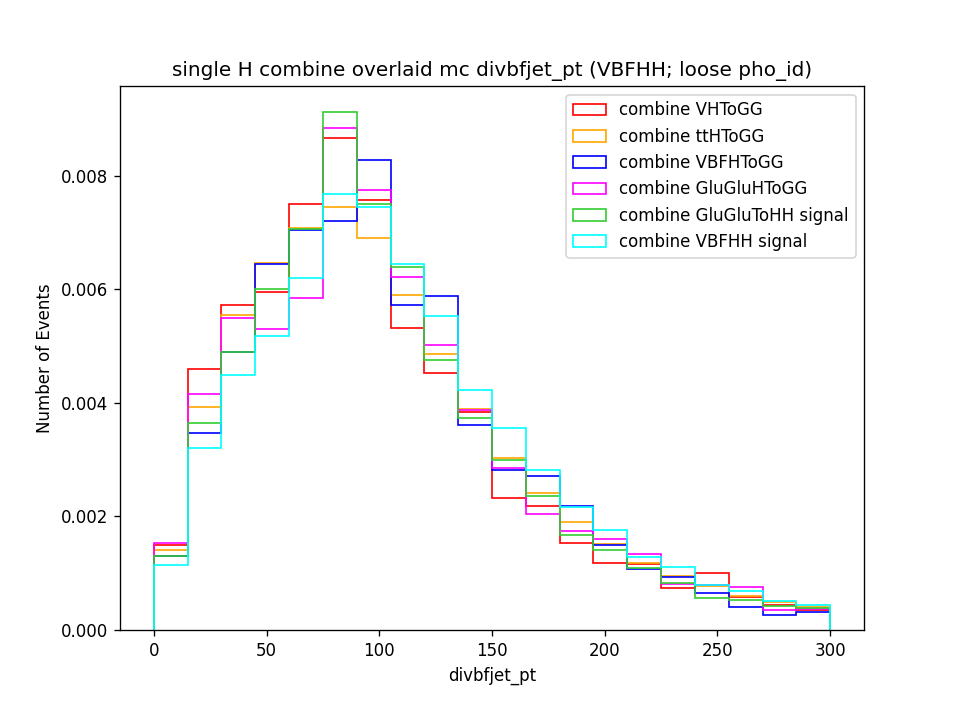 single H combine overlaid mc divbfjet_pt (VBFHH; loose pho_id)
combine VHToGG
combine ttHToGG
combine VBFHToGG
combine GluGluHToGG
combine GluGluToHH signal
combine VBFHH signal
Number of Events
0.008
0.006
0.004
0.002
0.000
0 50 100 150 200 250 300
divbfjet_pt